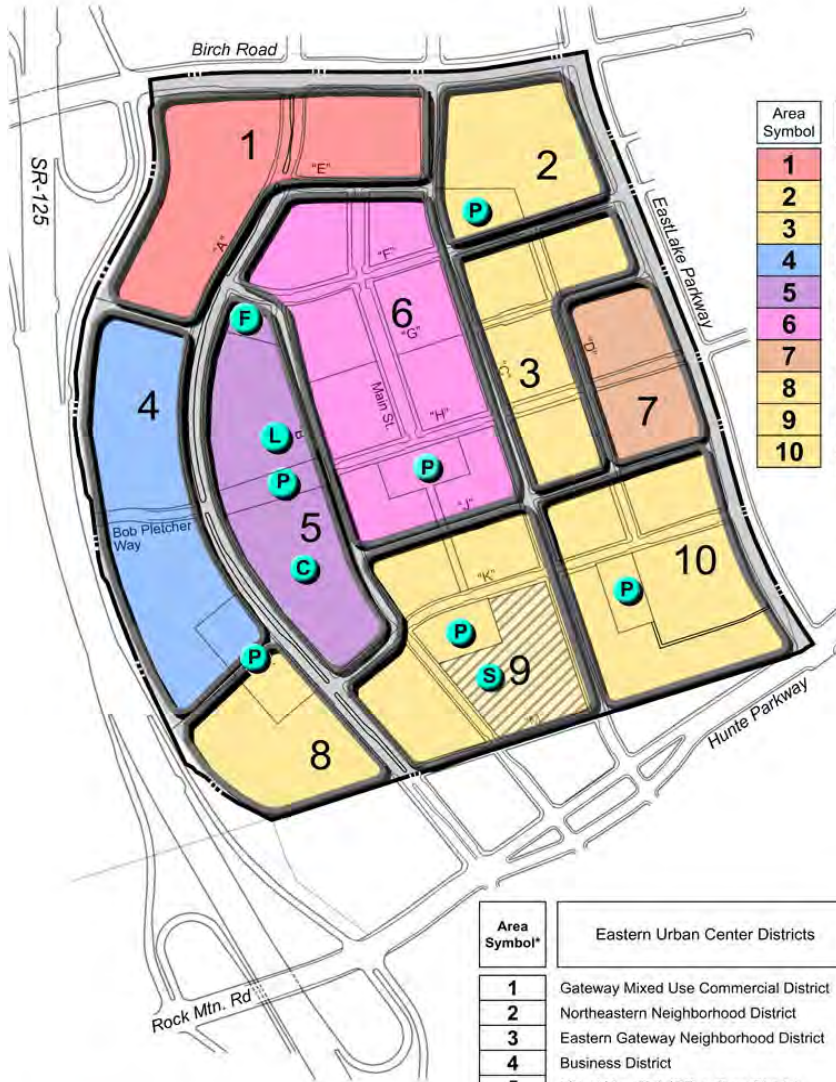 Birch Road
SR-125
EastLake Parkway
Area
Symbol
1
2
3
4
5
6
7
8
9
10
1
"E"
2
P
"A"
"F"
F
6
"G"
"C"
3
"D"
7
4
Main St.
"H"
L
B
P
P
Bob Pletcher
Way
5
"J"
C
"K"
10
P
P
P
S
9
8
Hunte Parkway
Rock Mtn. Rd
Area
Symbol*
Eastern Urban Center Districts
1 Gateway Mixed Use Commercial District
2 Northeastern Neighborhood District
3 Eastern Gateway Neighborhood District
4 Business District